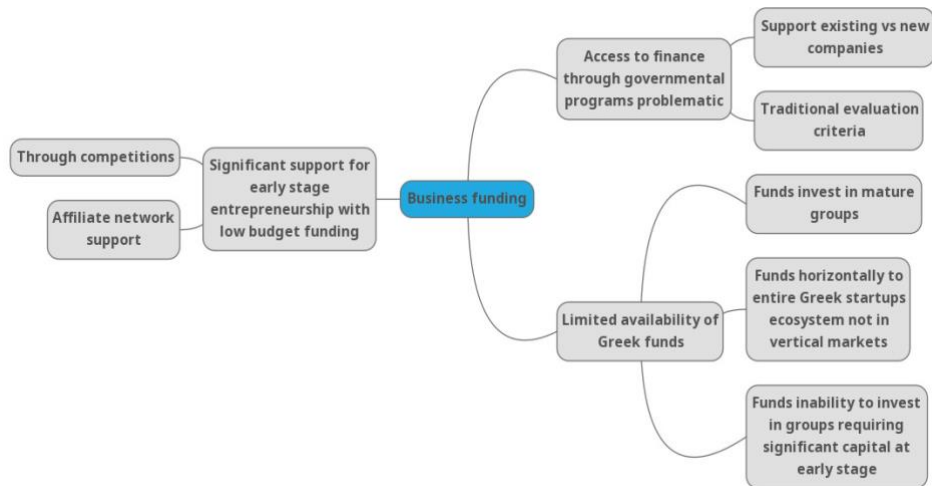 Through competitions
Affiliate network
support
Significant support for
early stage
entrepreneurship with
low budget funding
Business funding
Access to finance
through governmental
programs problematic
Support existing vs new
companies
Traditional evaluation
criteria
Limited availability of
Greek funds
Funds invest in mature
groups
Funds horizontally to
entire Greek startups
ecosystem not in
vertical markets
Funds inability to invest
in groups requiring
significant capital at
early stage